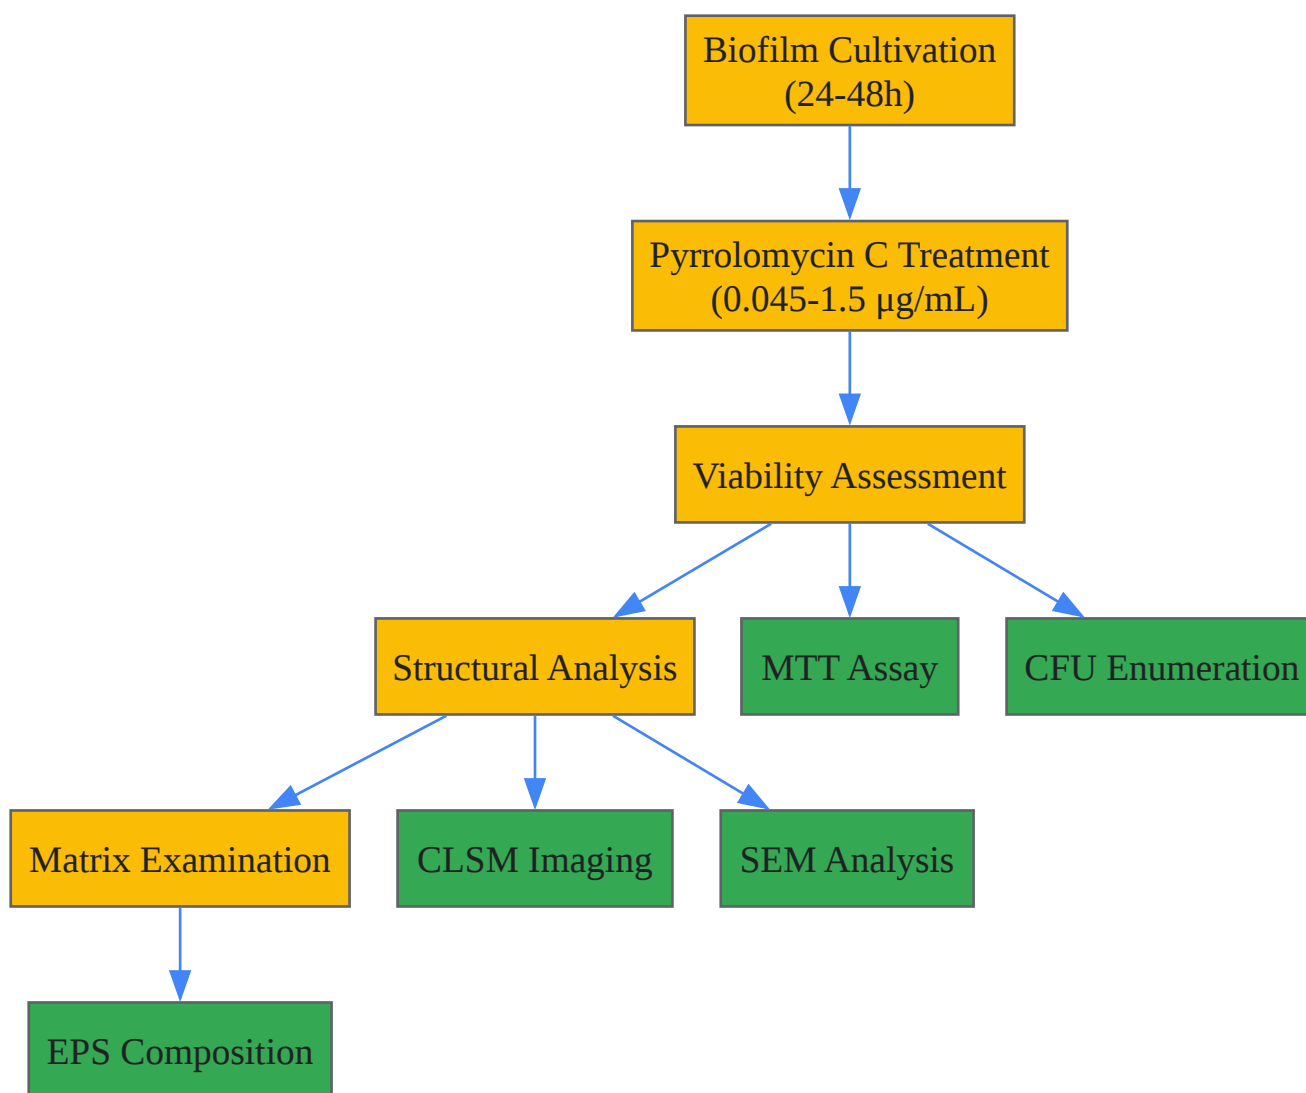 Biofilm Cultivation
(24-48h)
Pyrrolomycin C Treatment
(0.045-1.5 μg/mL)
Viability Assessment
Structural Analysis
MTT Assay
CFU Enumeration
Matrix Examination
CLSM Imaging
SEM Analysis
EPS Composition